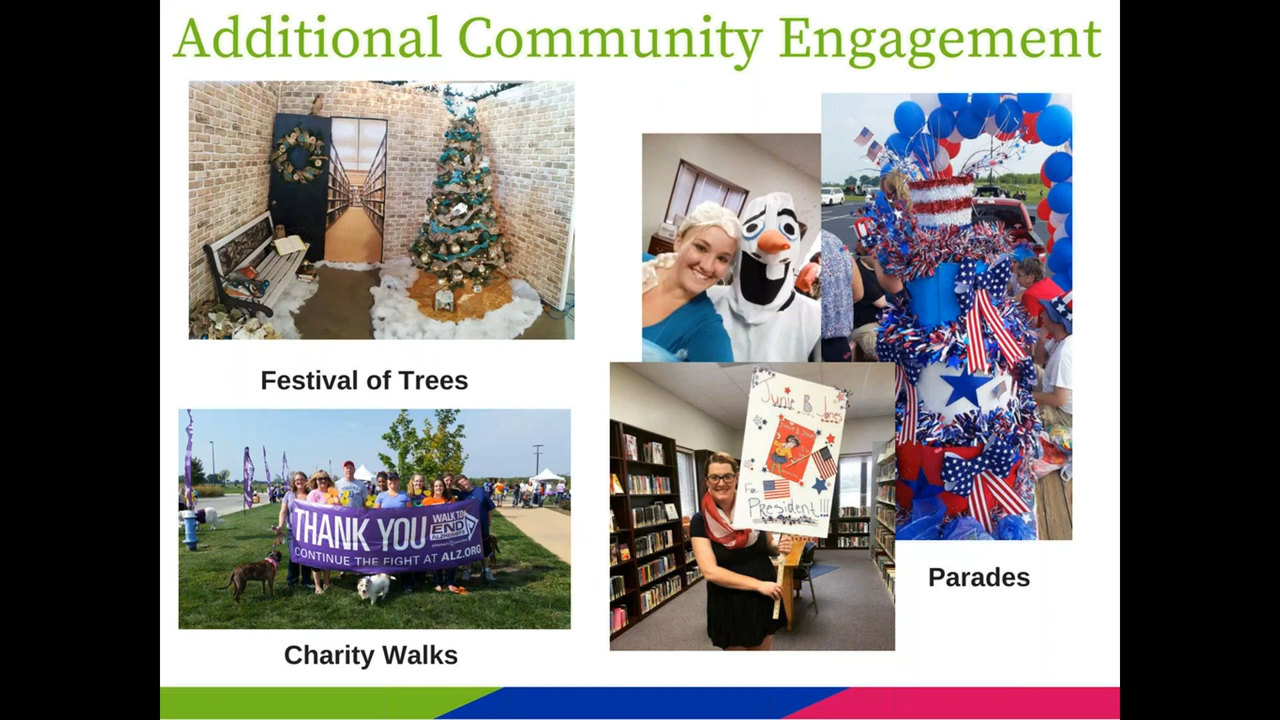 Additional Community Engagement
Festival of Trees
THANK YOU
WALK TO
END
ALZHEIMER'S
CONTINUE THE FIGHT AT ALZ.ORG
Charity Walks
Junie B Jones
For
President!!!
Parades